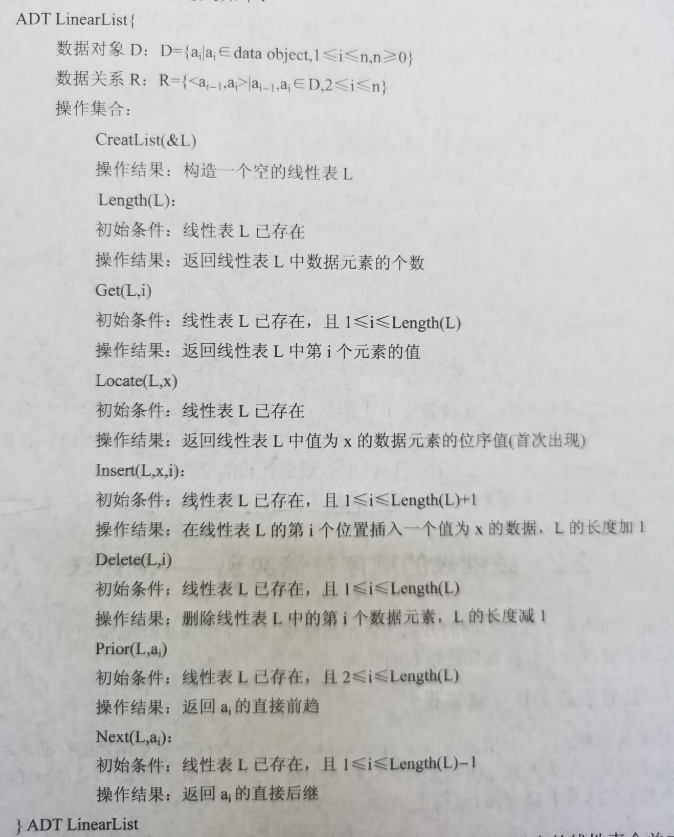 ADT LinearList{
数据对象 D：D={aᵢ|aᵢ∈data object,1≤i≤n,n≥0}
数据关系 R：R={<aᵢ₋₁,aᵢ>|aᵢ₋₁,aᵢ∈D,2≤i≤n}
操作集合：
CreatList(&L)
操作结果：构造一个空的线性表 L
Length(L)：
初始条件：线性表 L 已存在
操作结果：返回线性表 L 中数据元素的个数
Get(L,i)
初始条件：线性表 L 已存在，且 1≤i≤Length(L)
操作结果：返回线性表 L 中第 i 个元素的值
Locate(L,x)
初始条件：线性表 L 已存在
操作结果：返回线性表 L 中值为 x 的数据元素的位序值(首次出现)
Insert(L,x,i)：
初始条件：线性表 L 已存在，且 1≤i≤Length(L)+1
操作结果：在线性表 L 的第 i 个位置插入一个值为 x 的数据，L 的长度加 1
Delete(L,i)
初始条件：线性表 L 已存在，且 1≤i≤Length(L)
操作结果：删除线性表 L 中的第 i 个数据元素，L 的长度减 1
Prior(L,aᵢ)
初始条件：线性表 L 已存在，且 2≤i≤Length(L)
操作结果：返回 aᵢ 的直接前趋
Next(L,aᵢ)：
初始条件：线性表 L 已存在，且 1≤i≤Length(L)−1
操作结果：返回 aᵢ 的直接后继
} ADT LinearList